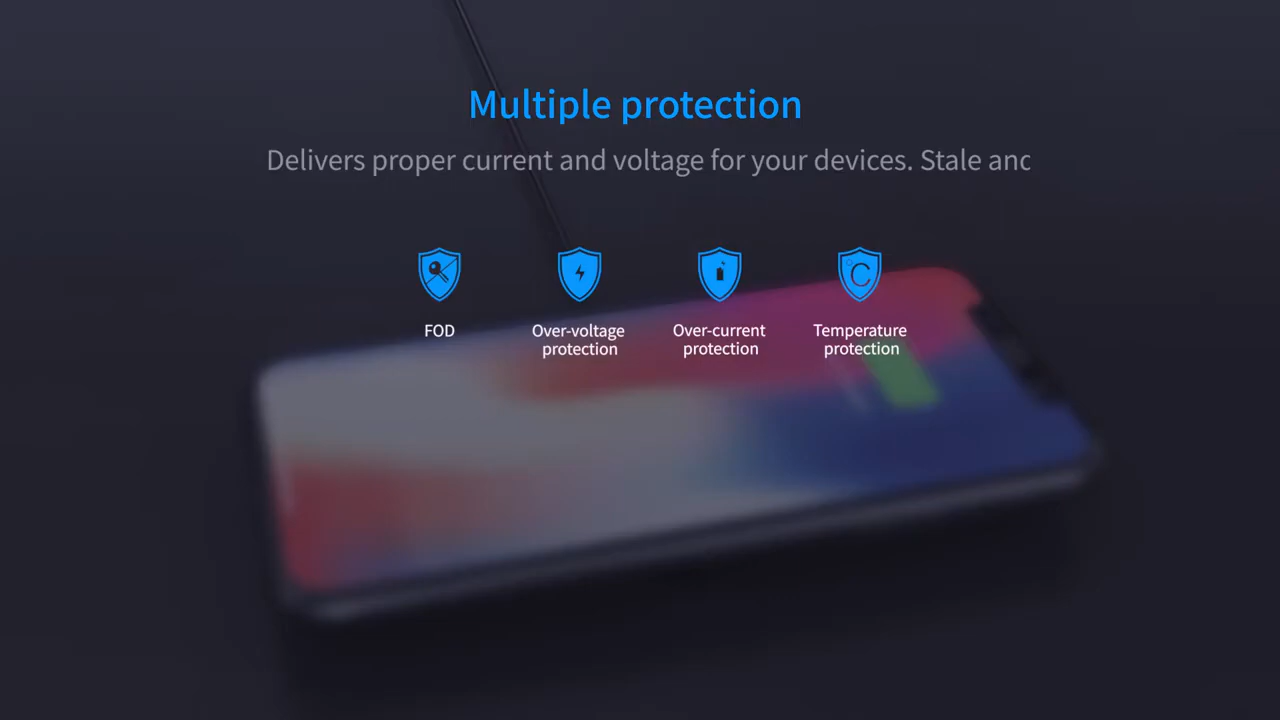 Multiple protection
Delivers proper current and voltage for your devices. Stale anc
FOD
Over-voltage
protection
Over-current
protection
Temperature
protection